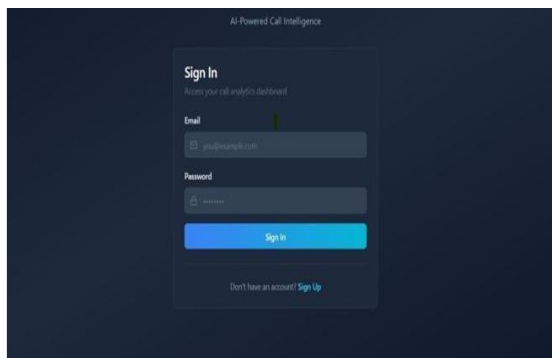 AI-Powered Call Intelligence
Sign In
Access your call analytics dashboard
Email
you@example.com
Password
Sign In
Don't have an account? Sign Up